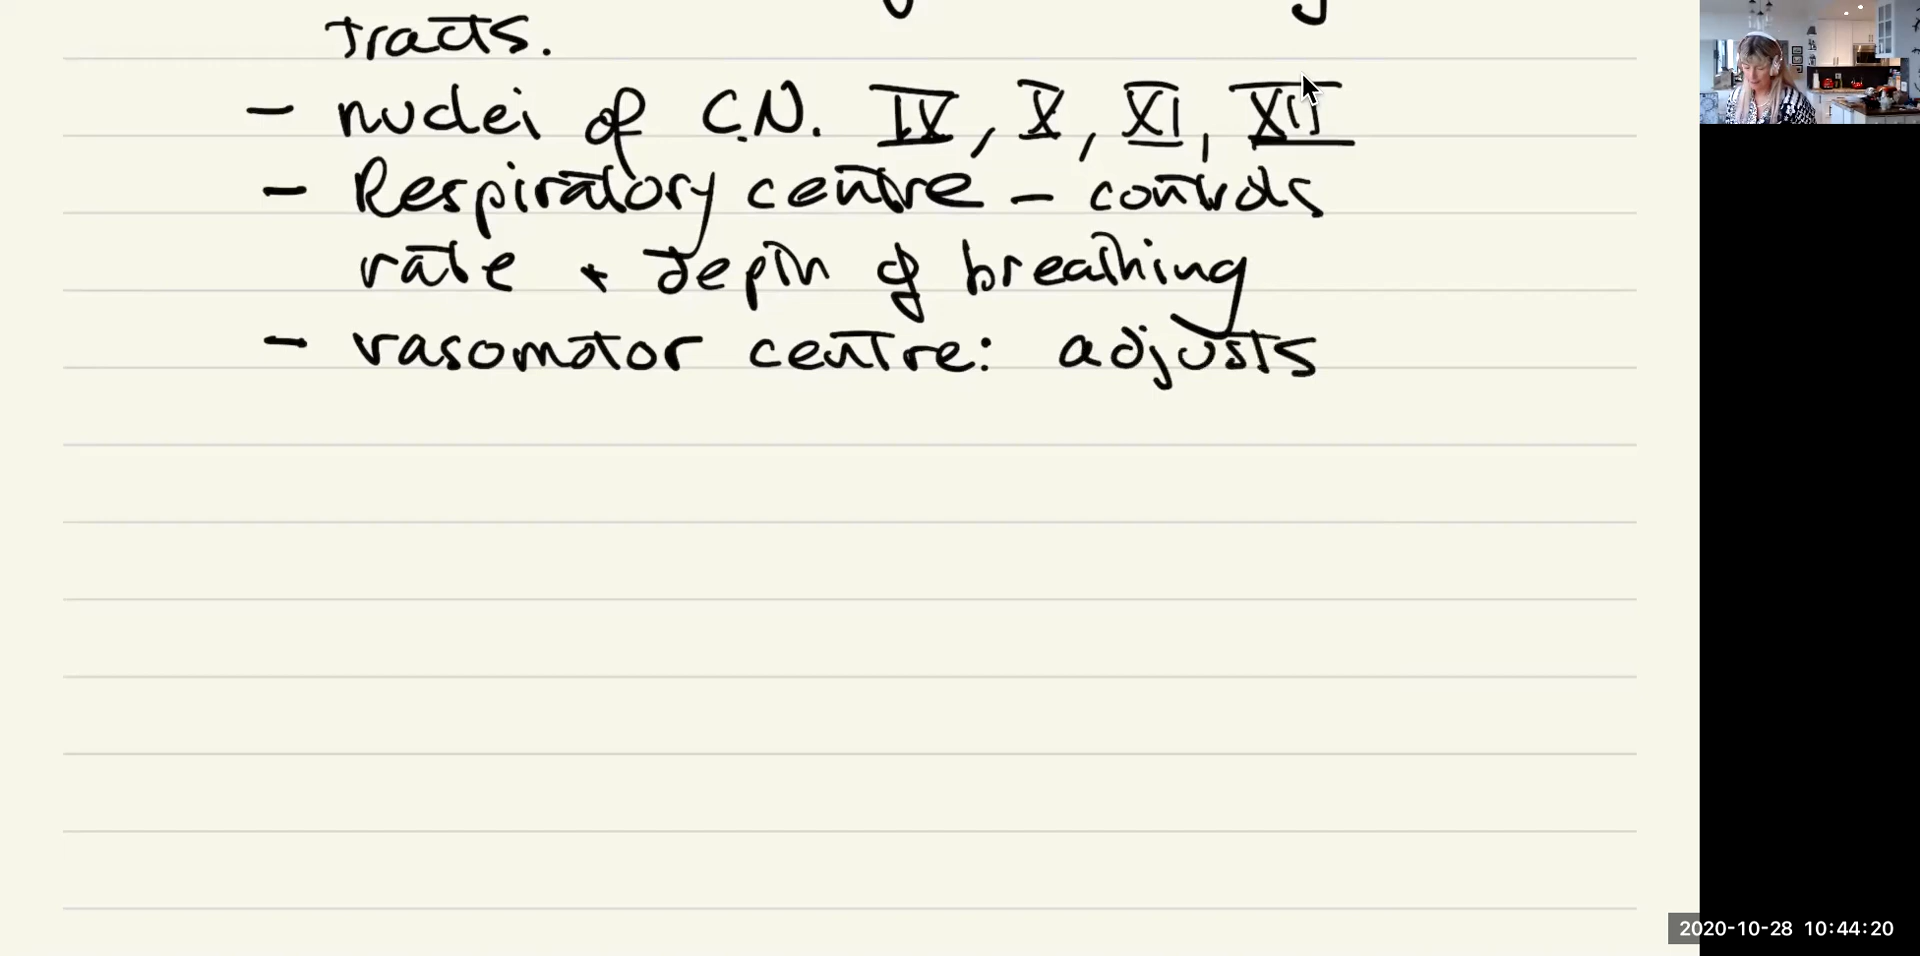 tracts.
- nuclei of C.N. IV, X, XI, XII
- Respiratory centre - controls
rate + depth of breathing
- vasomotor centre: adjusts
2020-10-28 10:44:20